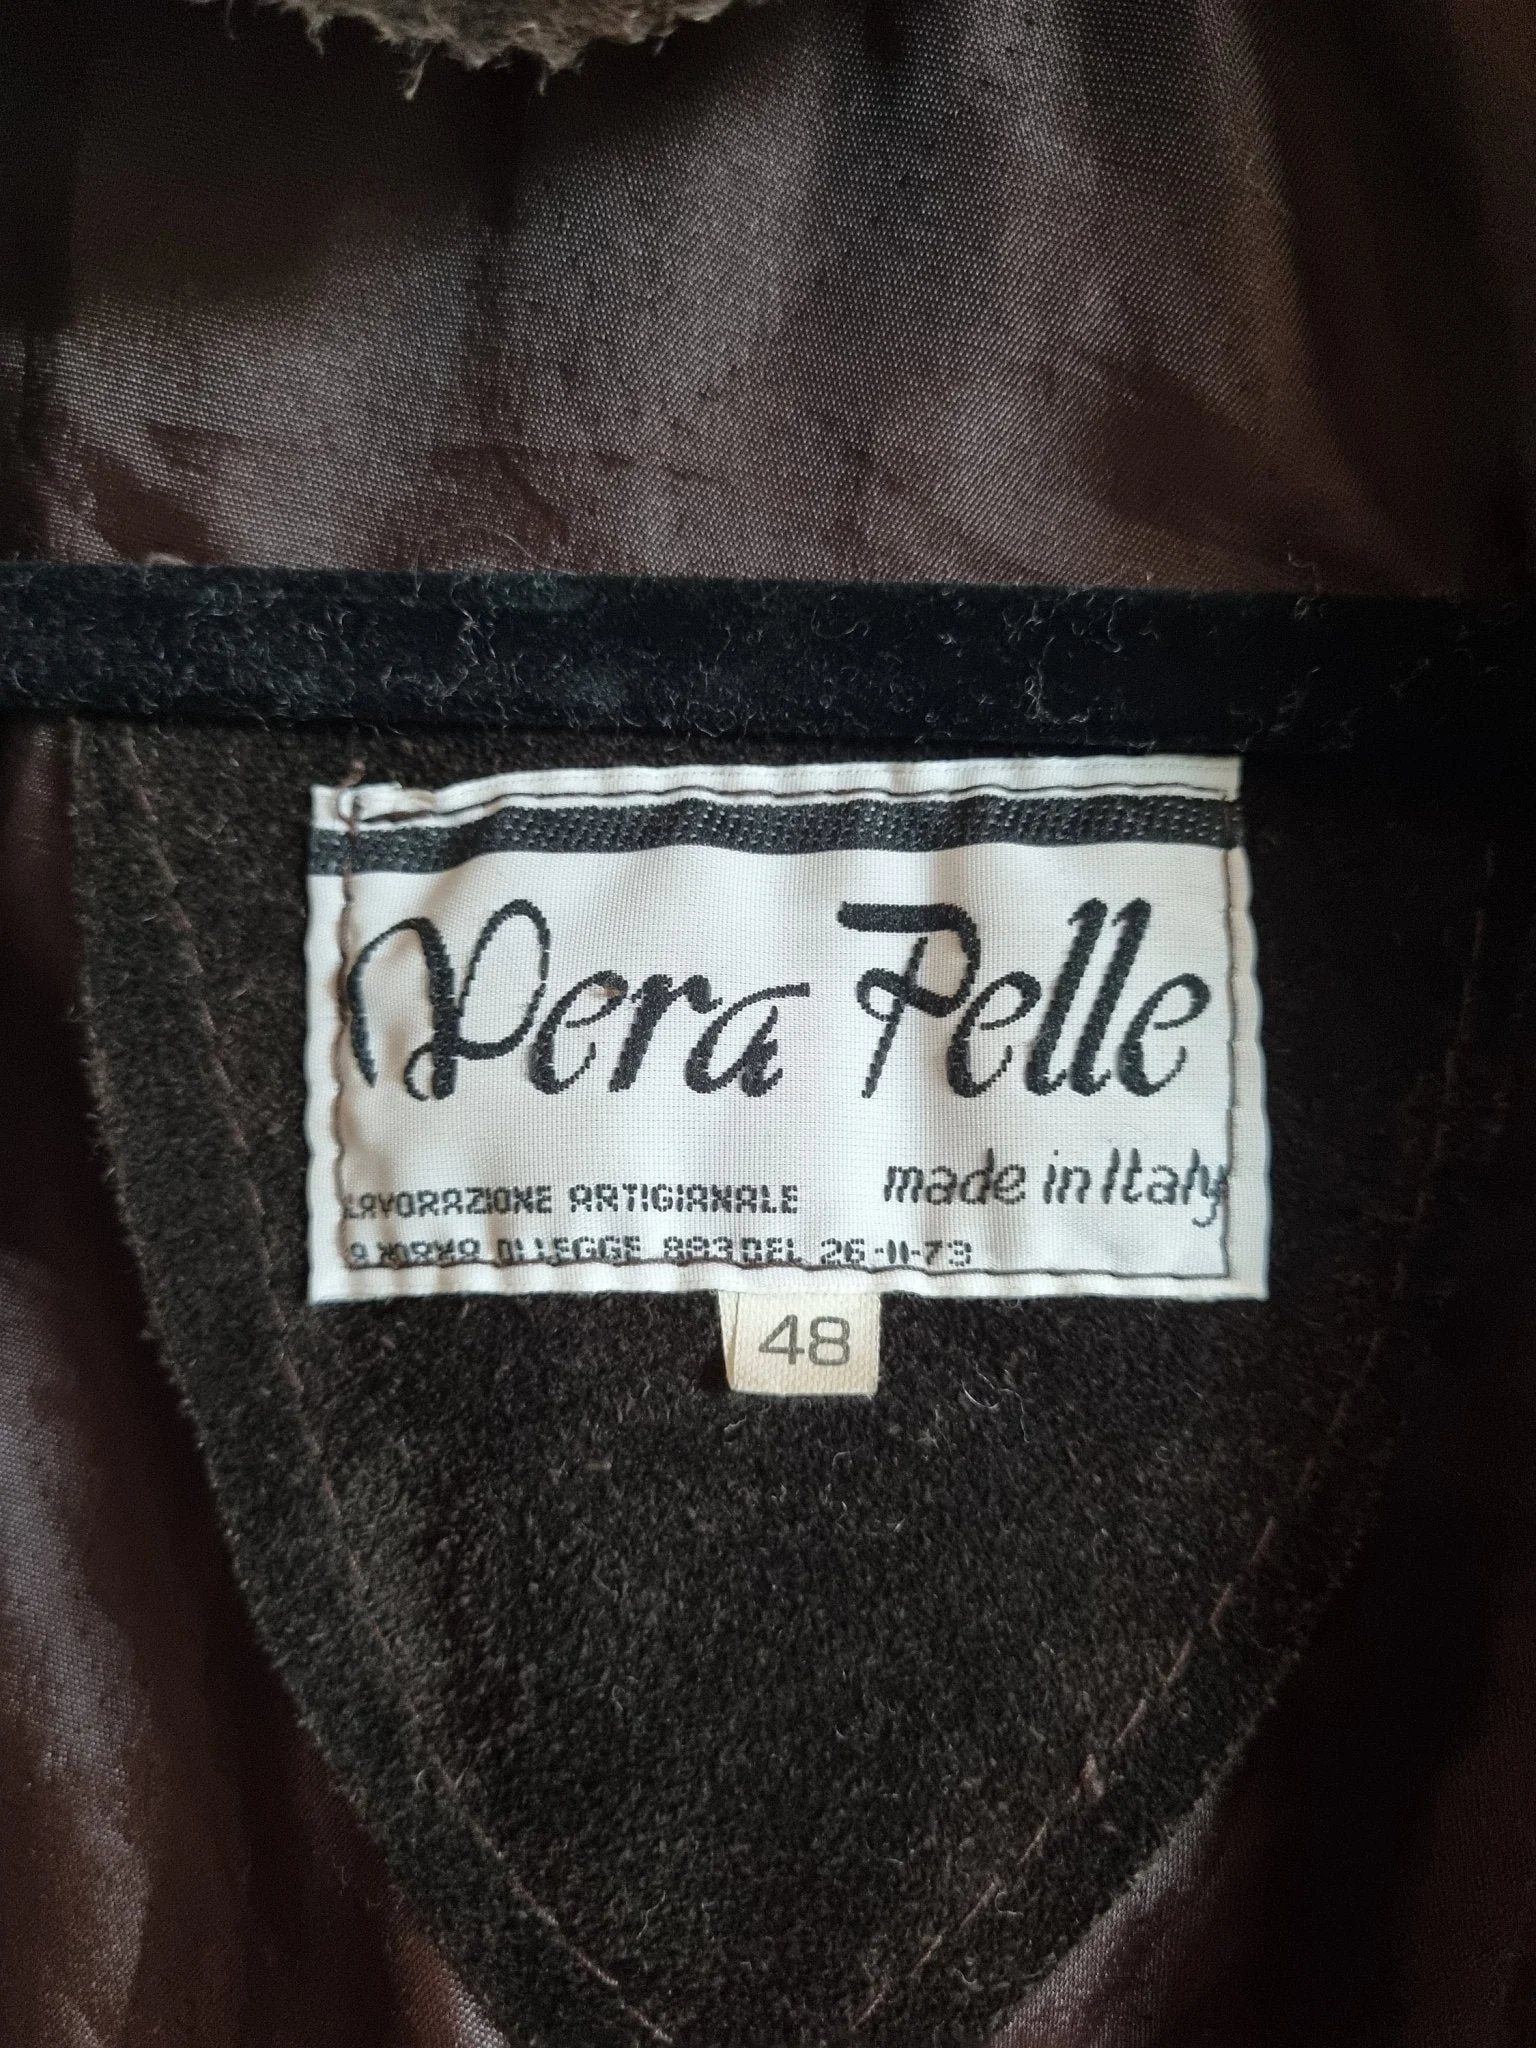 Vera Pelle
made in Italy
LAVORAZIONE ARTIGIANALE
A NORMA DI LEGGE 883 DEL 26-11-73
48